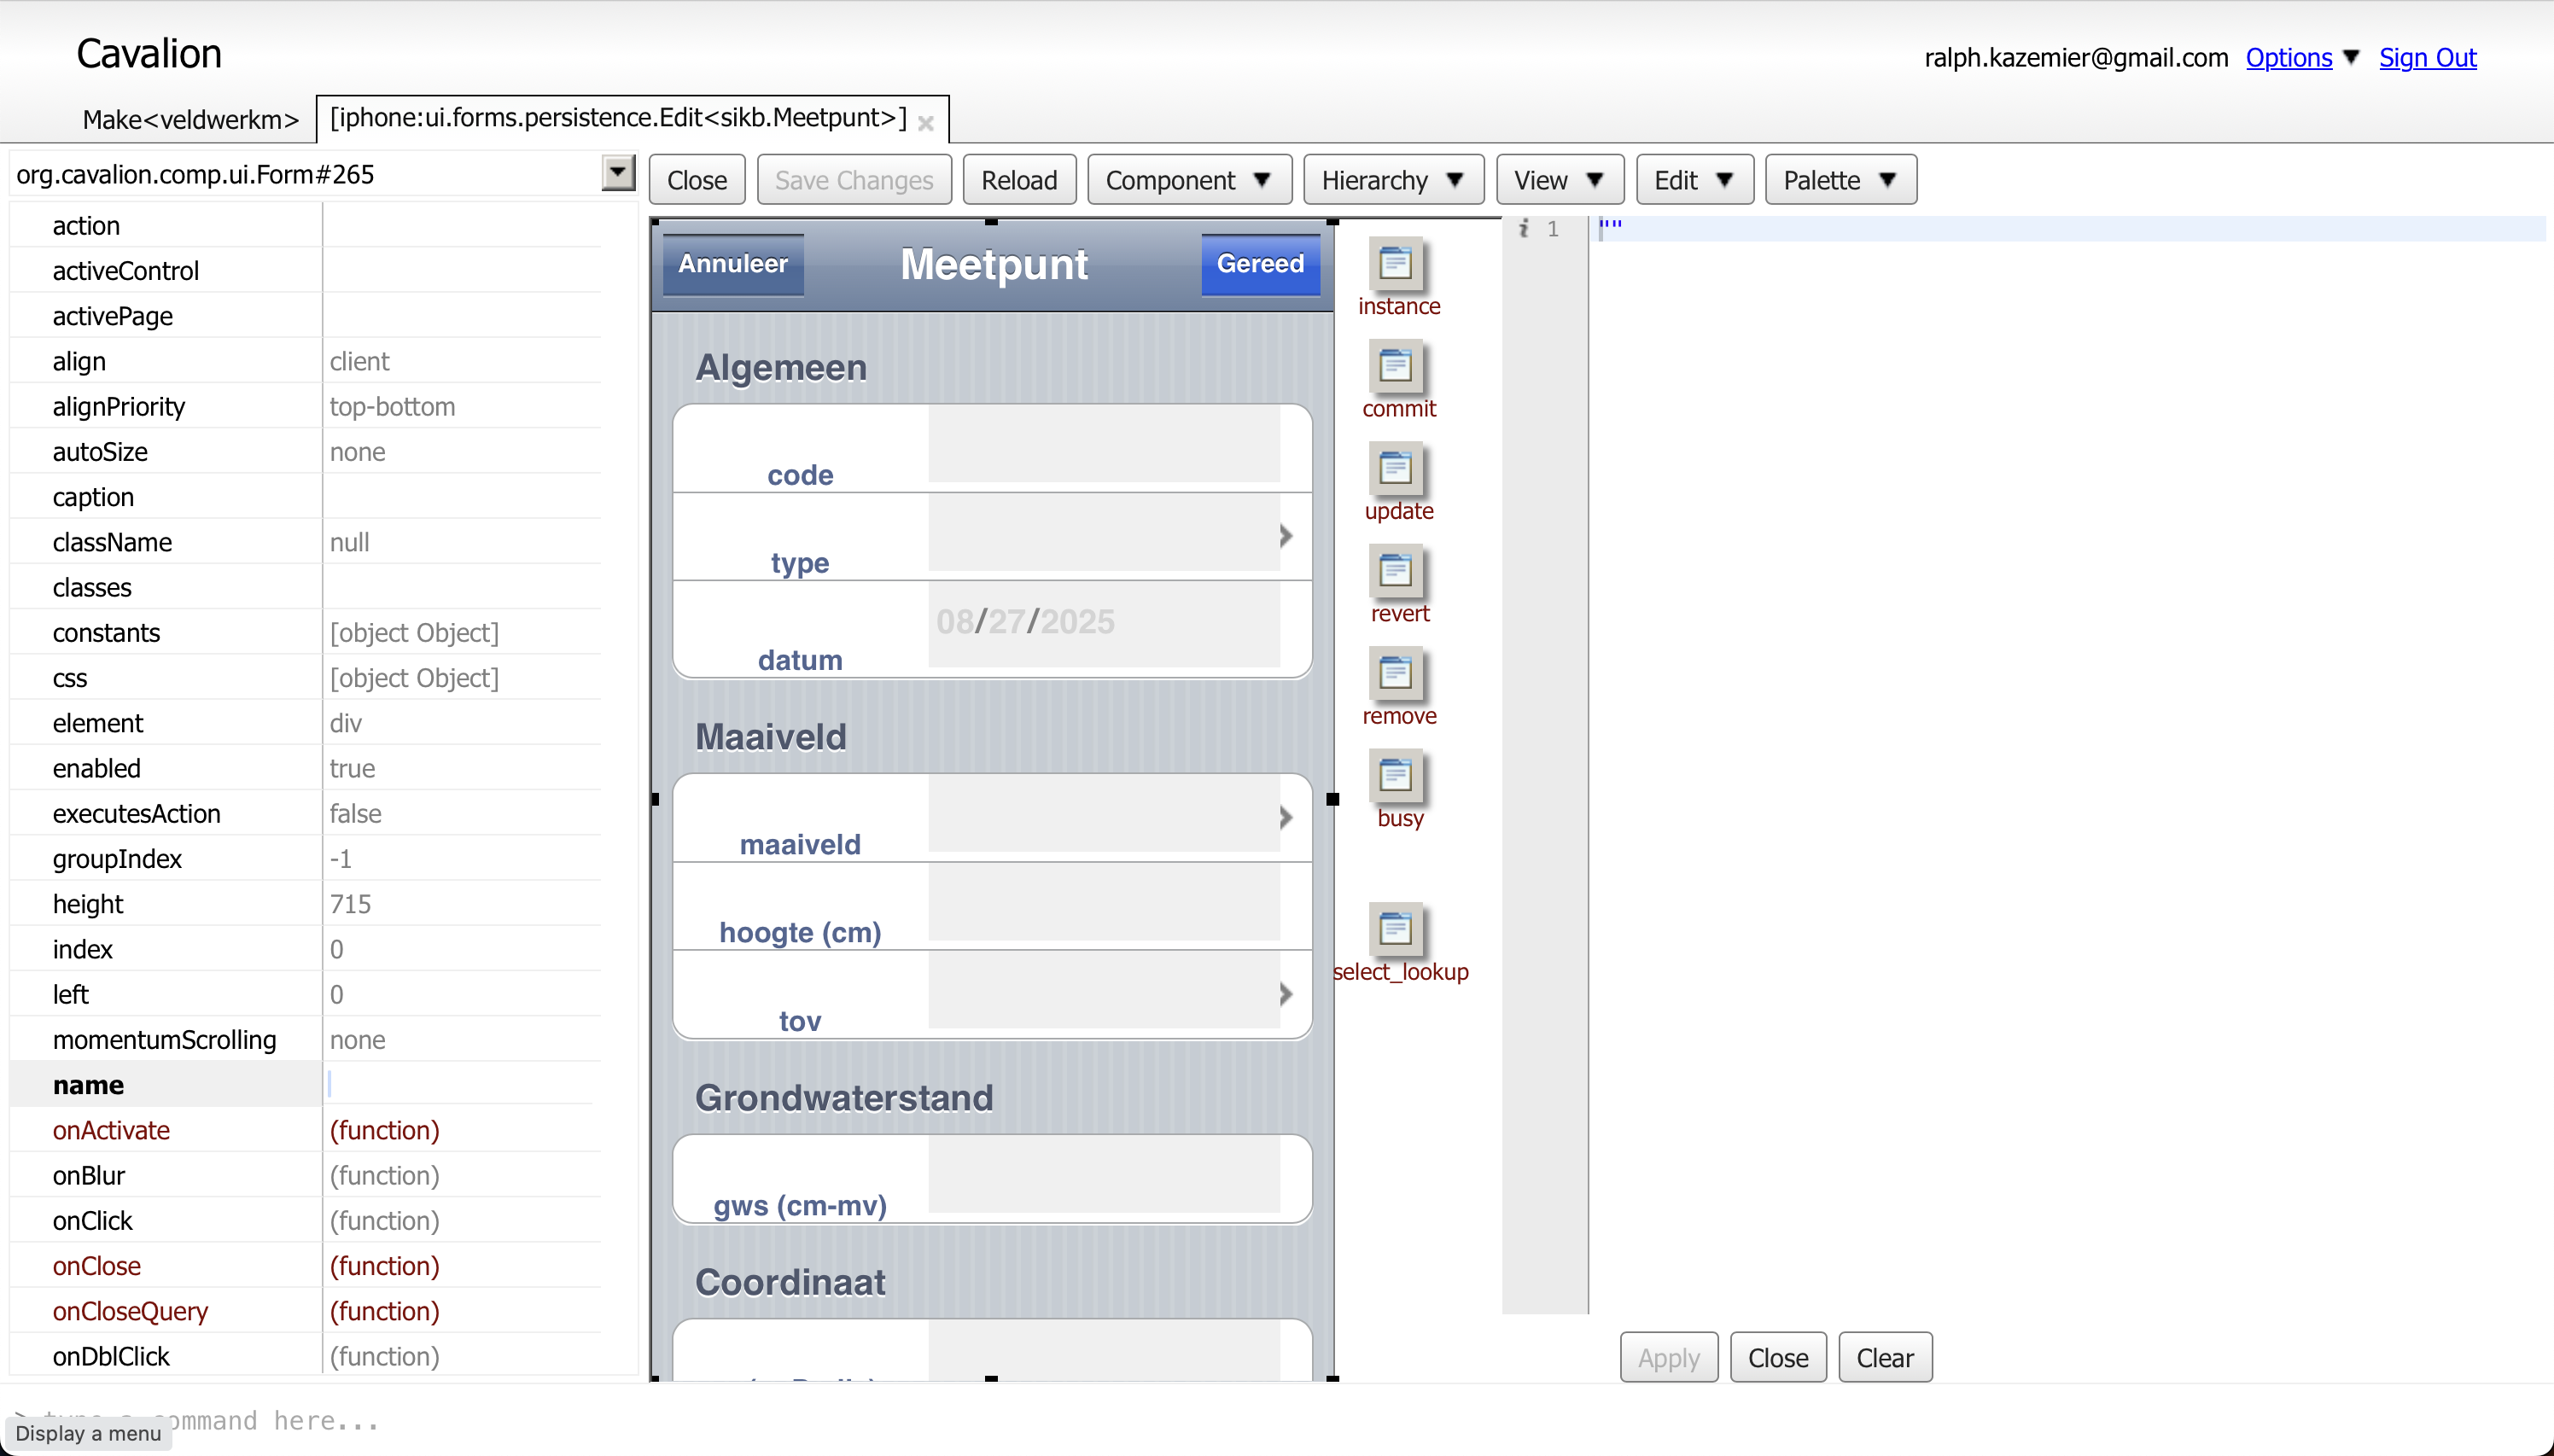 Cavalion
ralph.kazemier@gmail.com Options ▼ Sign Out
Make<veldwerkm>
[iphone:ui.forms.persistence.Edit<sikb.Meetpunt>] ×
org.cavalion.comp.ui.Form#265
Close Save Changes Reload Component ▼ Hierarchy ▼ View ▼ Edit ▼ Palette ▼
action
activeControl
activePage
align client
alignPriority top-bottom
autoSize none
caption
className null
classes
constants [object Object]
css [object Object]
element div
enabled true
executesAction false
groupIndex -1
height 715
index 0
left 0
momentumScrolling none
name
onActivate (function)
onBlur (function)
onClick (function)
onClose (function)
onCloseQuery (function)
onDblClick (function)
Annuleer Meetpunt Gereed
Algemeen
code
type
datum 08/27/2025
Maaiveld
maaiveld
hoogte (cm)
tov
Grondwaterstand
gws (cm-mv)
Coordinaat
instance
commit
update
revert
remove
busy
select_lookup
i 1 ""
Apply Close Clear
command here...
Display a menu